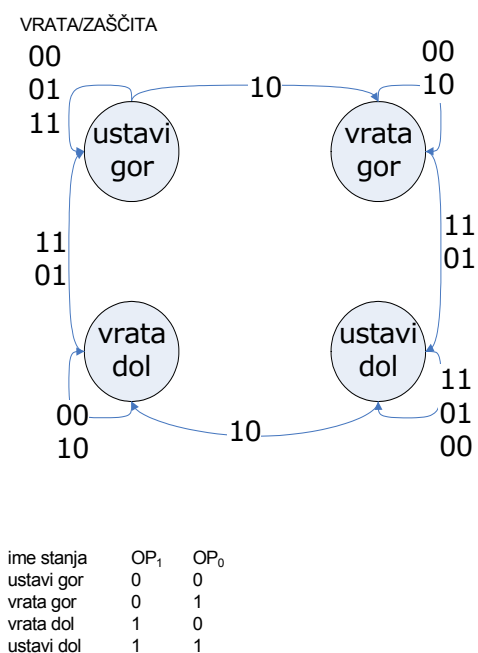 VRATA/ZAŠČITA
00
01
11
10
00
10
ustavi
gor
vrata
gor
11
01
11
01
vrata
dol
ustavi
dol
00
10
10
11
01
00
ime stanja OP₁ OP₀
ustavi gor 0 0
vrata gor 0 1
vrata dol 1 0
ustavi dol 1 1